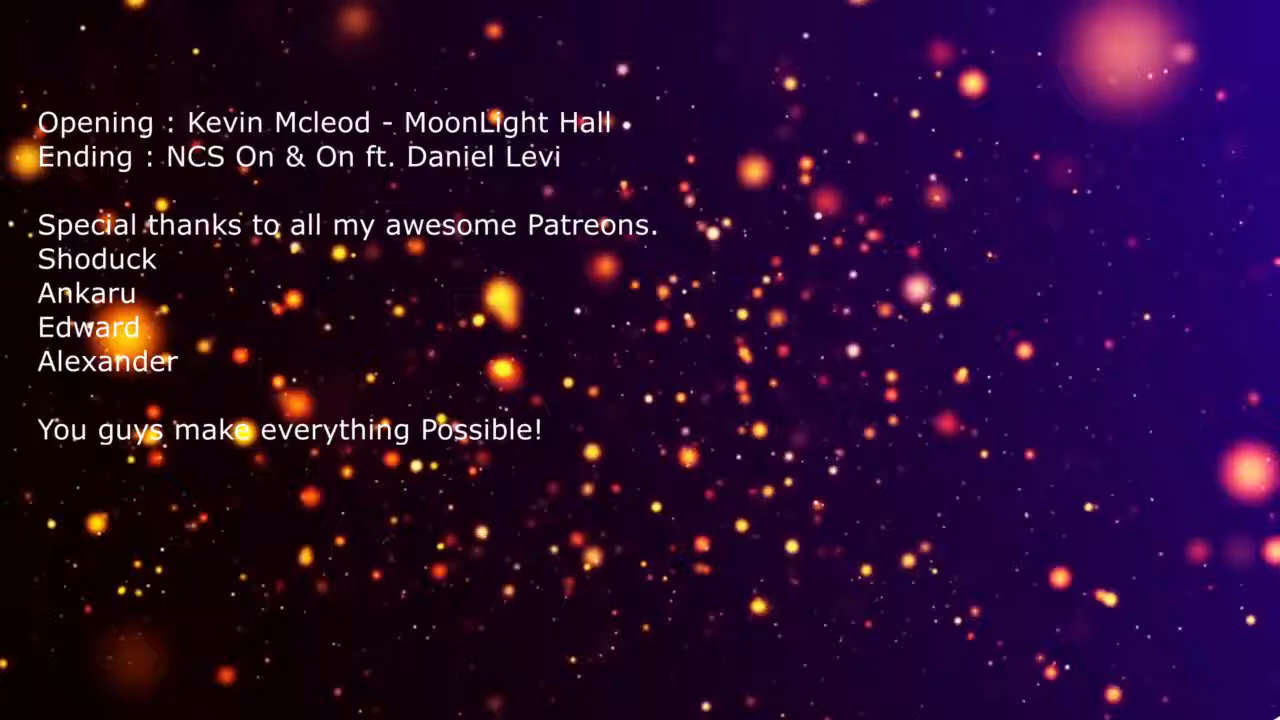 Opening : Kevin Mcleod - MoonLight Hall
Ending : NCS On & On ft. Daniel Levi
Special thanks to all my awesome Patreons.
Shoduck
Ankaru
Edward
Alexander
You guys make everything Possible!